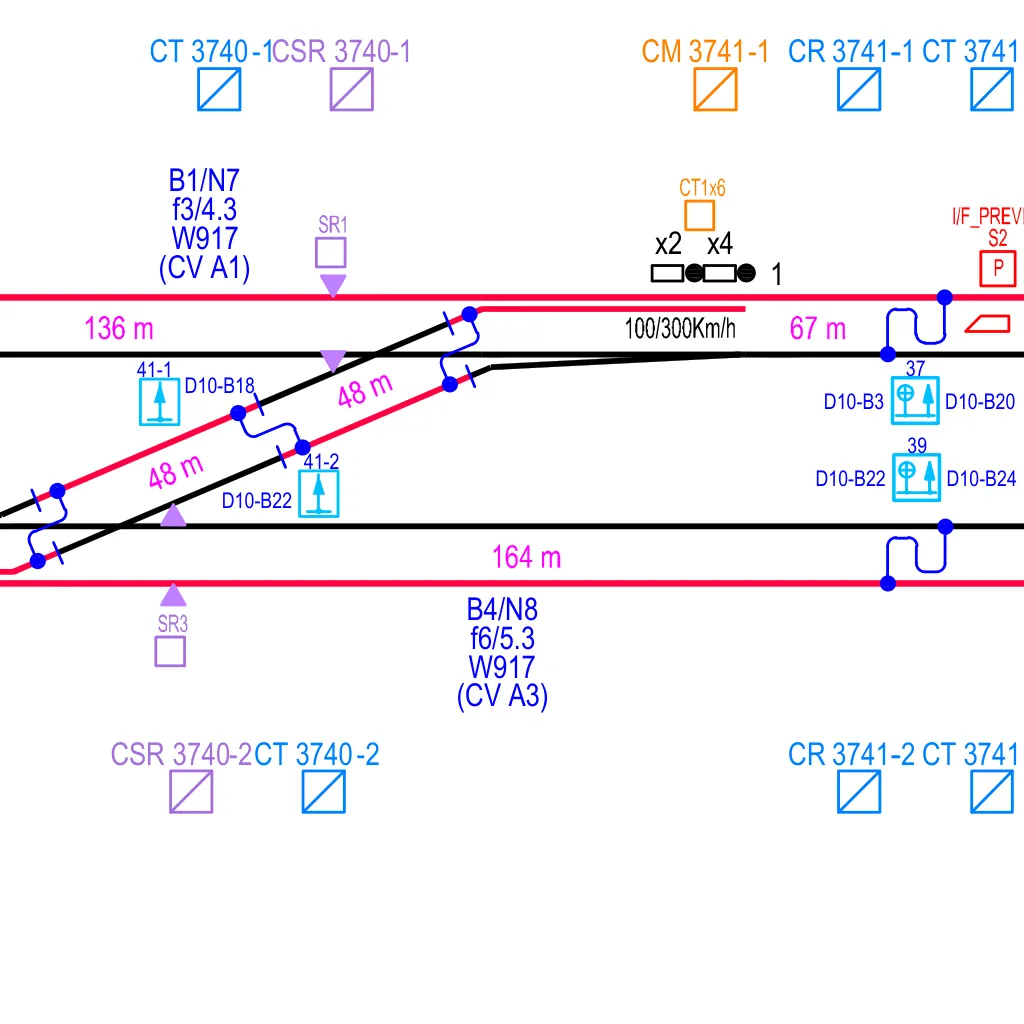 CT 3740-1
CSR 3740-1
CM 3741-1
CR 3741-1
CT 3741
B1/N7
f3/4.3
W917
(CV A1)
SR1
CT1x6
x2 x4
1
I/F_PREVI
S2
P
136 m
100/300Km/h
67 m
41-1
D10-B18
48 m
37
D10-B3
D10-B20
48 m
41-2
D10-B22
39
D10-B22
D10-B24
164 m
SR3
B4/N8
f6/5.3
W917
(CV A3)
CSR 3740-2
CT 3740-2
CR 3741-2
CT 3741